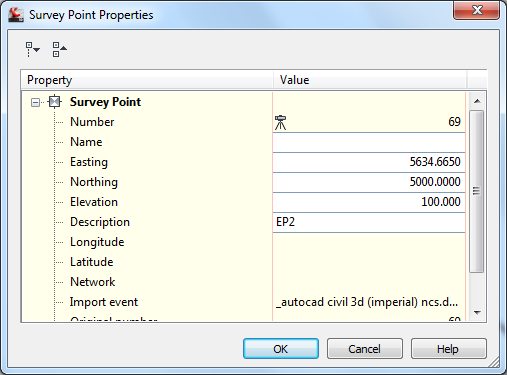 Survey Point Properties
Property Value
Survey Point
Number 69
Name
Easting 5634.6650
Northing 5000.0000
Elevation 100.000
Description EP2
Longitude
Latitude
Network
Import event _autocad civil 3d (imperial) ncs.d...
Original number 69
OK Cancel Help